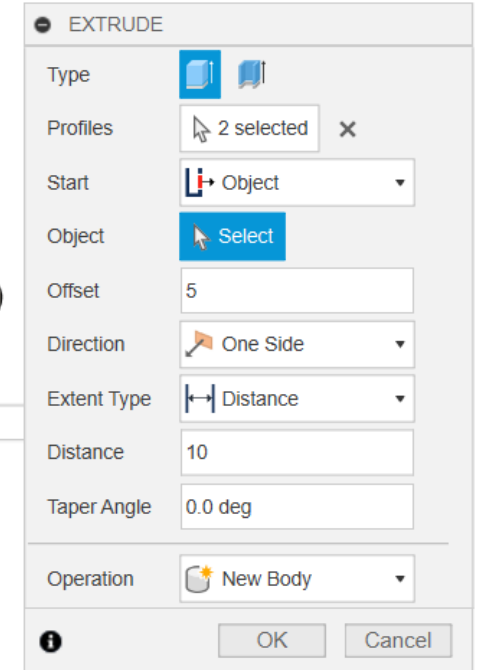 EXTRUDE
Type
Profiles 2 selected
Start Object
Object Select
Offset 5
Direction One Side
Extent Type Distance
Distance 10
Taper Angle 0.0 deg
Operation New Body
OK Cancel